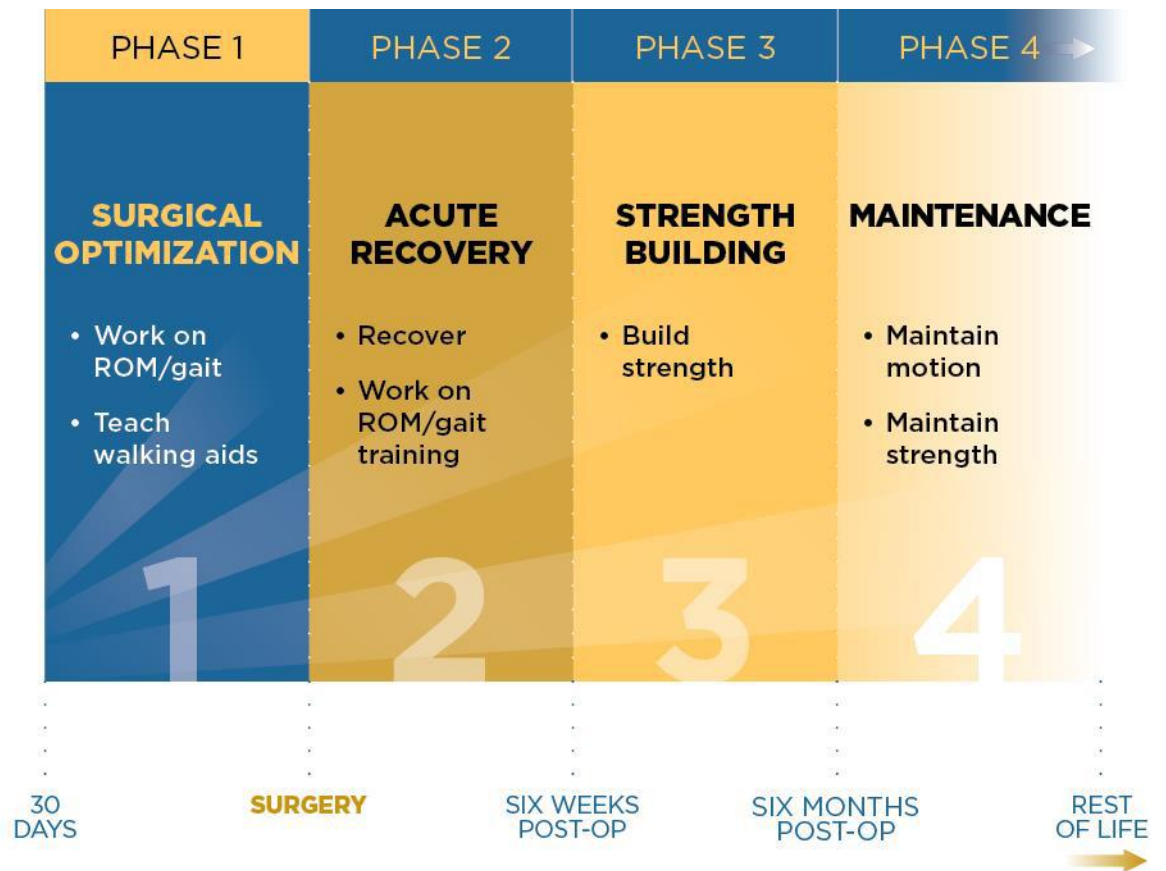 PHASE 1
PHASE 2
PHASE 3
PHASE 4
SURGICAL
OPTIMIZATION
• Work on
ROM/gait
• Teach
walking aids
1
ACUTE
RECOVERY
• Recover
• Work on
ROM/gait
training
2
STRENGTH
BUILDING
• Build
strength
3
MAINTENANCE
• Maintain
motion
• Maintain
strength
4
30
DAYS
SURGERY
SIX WEEKS
POST-OP
SIX MONTHS
POST-OP
REST
OF LIFE